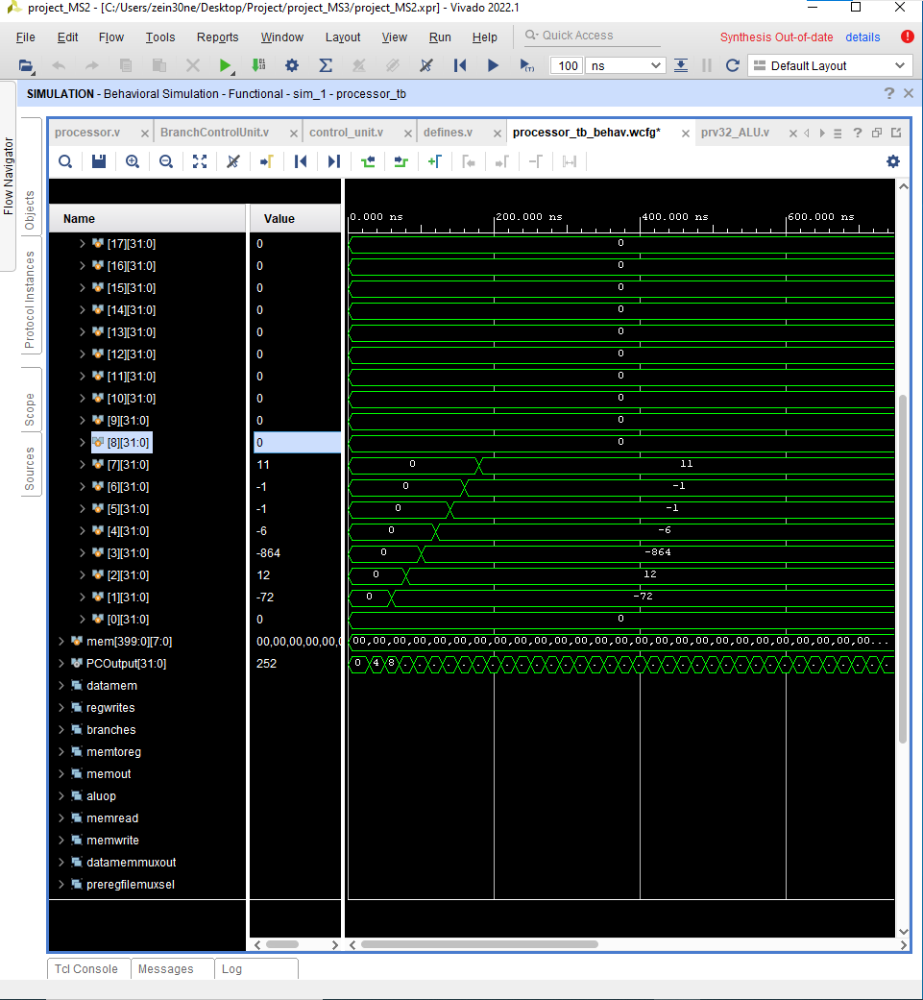 project_MS2 - [C:/Users/zein30ne/Desktop/Project/project_MS3/project_MS2.xpr] - Vivado 2022.1
File Edit Flow Tools Reports Window Layout View Run Help Quick Access Synthesis Out-of-date details
100 ns Default Layout
SIMULATION - Behavioral Simulation - Functional - sim_1 - processor_tb
Flow Navigator
Objects
Protocol Instances
Scope
Sources
processor.v BranchControlUnit.v control_unit.v defines.v processor_tb_behav.wcfg* prv32_ALU.v
Name Value 0.000 ns 200.000 ns 400.000 ns 600.000 ns
[17][31:0] 0 0
[16][31:0] 0 0
[15][31:0] 0 0
[14][31:0] 0 0
[13][31:0] 0 0
[12][31:0] 0 0
[11][31:0] 0 0
[10][31:0] 0 0
[9][31:0] 0 0
[8][31:0] 0 0
[7][31:0] 11 0 11
[6][31:0] -1 0 -1
[5][31:0] -1 0 -1
[4][31:0] -6 0 -6
[3][31:0] -864 0 -864
[2][31:0] 12 0 12
[1][31:0] -72 0 -72
[0][31:0] 0 0
mem[399:0][7:0] 00,00,00,00,00,0 00,00,00,00,00,00,00,00,00,00,00,00,00,00,00,00,00,00,00,00,00,00,00,00,00...
PCOutput[31:0] 252 0 4 8
datamem
regwrites
branches
memtoreg
memout
aluop
memread
memwrite
datamemmuxout
preregfilemuxsel
Tcl Console Messages Log